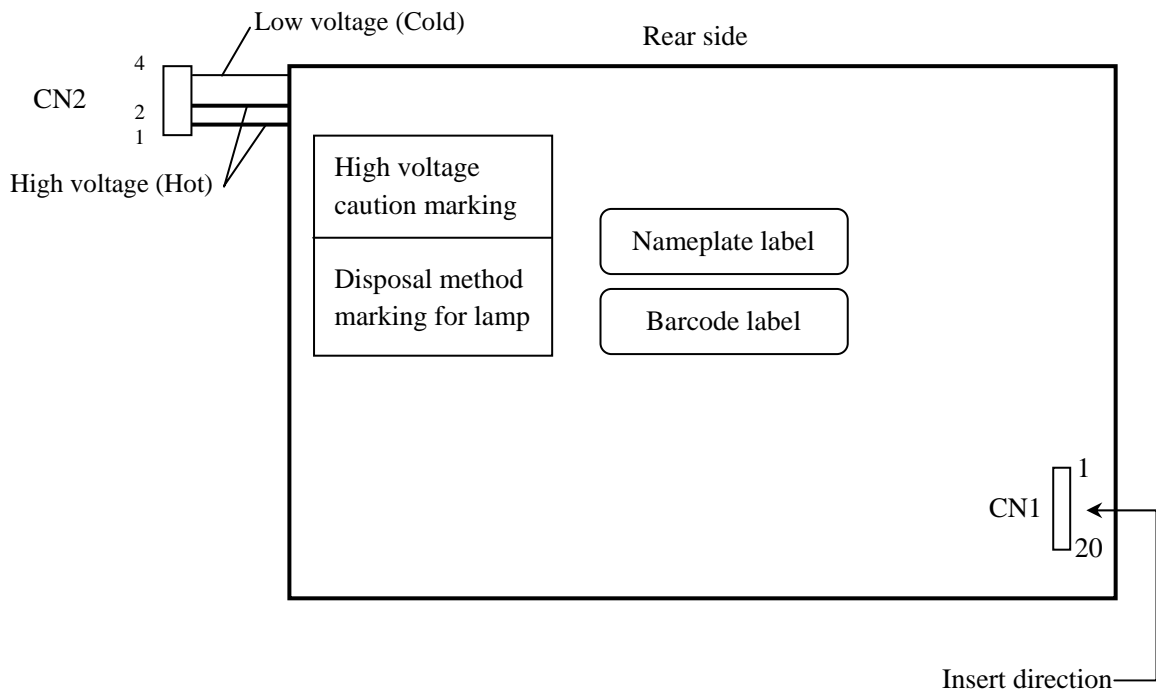 Low voltage (Cold)
Rear side
4
CN2
2
1
High voltage (Hot)
High voltage
caution marking
Nameplate label
Disposal method
marking for lamp
Barcode label
1
CN1
20
Insert direction